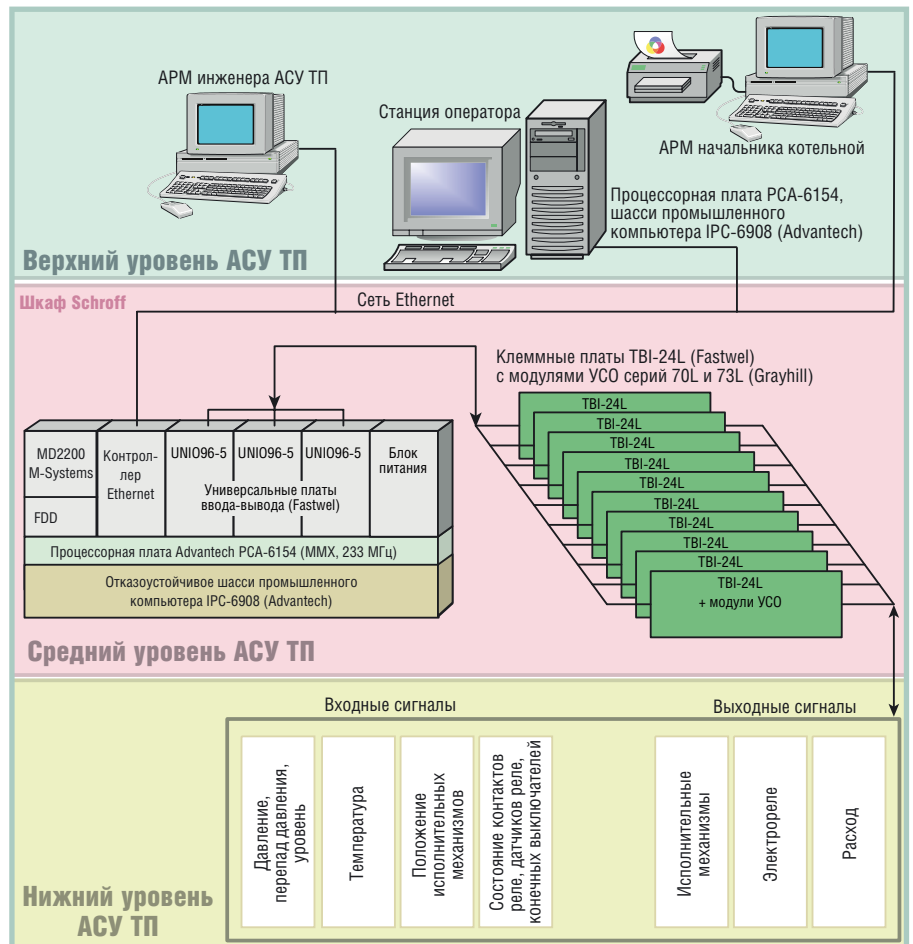 АРМ инженера АСУ ТП
Станция оператора
АРМ начальника котельной
Процессорная плата PCA-6154,
шасси промышленного
компьютера IPC-6908 (Advantech)
Верхний уровень АСУ ТП
Шкаф Schroff
Сеть Ethernet
Клеммные платы TBI-24L (Fastwel)
с модулями УСО серий 70L и 73L (Grayhill)
MD2200
M-Systems
FDD
Контрол-
лер
Ethernet
UNIO96-5
UNIO96-5
UNIO96-5
Универсальные платы
ввода-вывода (Fastwel)
Блок
питания
Процессорная плата Advantech PCA-6154 (MMX, 233 МГц)
Отказоустойчивое шасси промышленного
компьютера IPC-6908 (Advantech)
TBI-24L
TBI-24L
TBI-24L
TBI-24L
TBI-24L
TBI-24L
TBI-24L
TBI-24L
TBI-24L
TBI-24L
+ модули УСО
Средний уровень АСУ ТП
Входные сигналы
Выходные сигналы
Давление,
перепад давления,
уровень
Температура
Положение
исполнительных
механизмов
Состояние контактов
реле, датчиков реле,
конечных выключателей
Исполнительные
механизмы
Электрореле
Расход
Нижний уровень
АСУ ТП